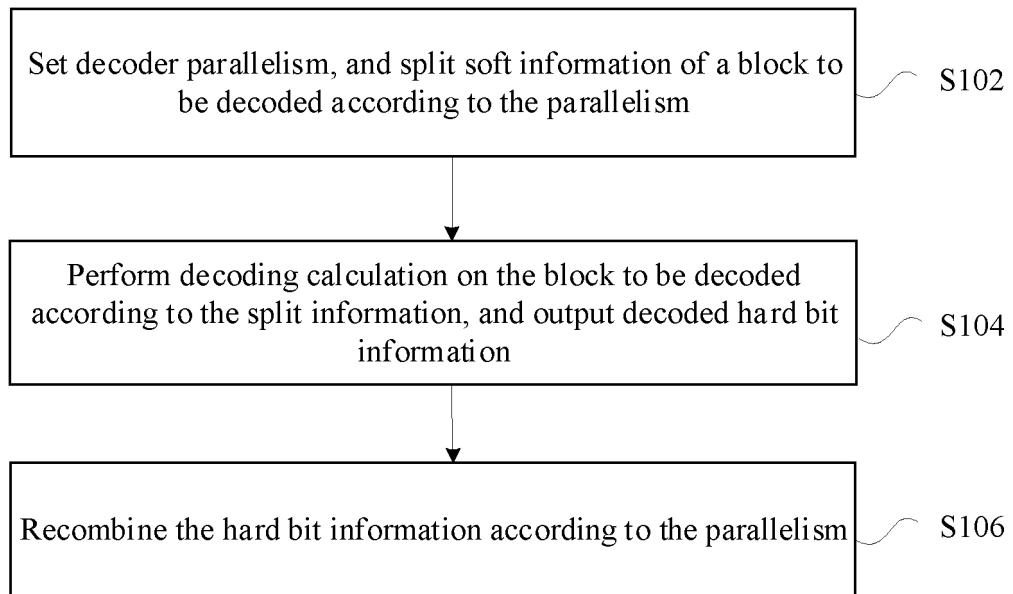 Set decoder parallelism, and split soft information of a block to
be decoded according to the parallelism
S102
Perform decoding calculation on the block to be decoded
according to the split information, and output decoded hard bit
information
S104
Recombine the hard bit information according to the parallelism
S106